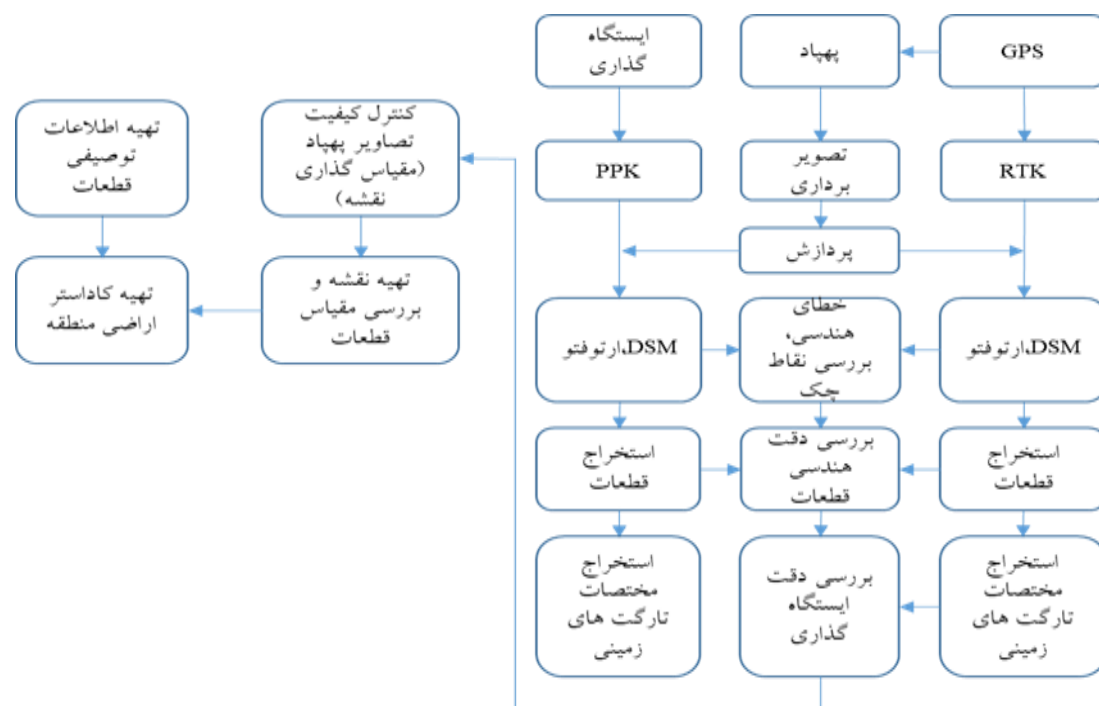 GPS
پهپاد
ایستگاه
گذاری
RTK
تصویر
برداری
PPK
پردازش
DSM،ارتوفتو
خطای
هندسی،
بررسی نقاط
چک
DSM،ارتوفتو
استخراج
قطعات
بررسی دقت
هندسی
قطعات
استخراج
قطعات
استخراج
مختصات
تارگت های
زمینی
بررسی دقت
ایستگاه
گذاری
استخراج
مختصات
تارگت های
زمینی
کنترل کیفیت
تصاویر پهپاد
(مقیاس گذاری
نقشه)
تهیه نقشه و
بررسی مقیاس
قطعات
تهیه اطلاعات
توصیفی
قطعات
تهیه کاداستر
اراضی منطقه